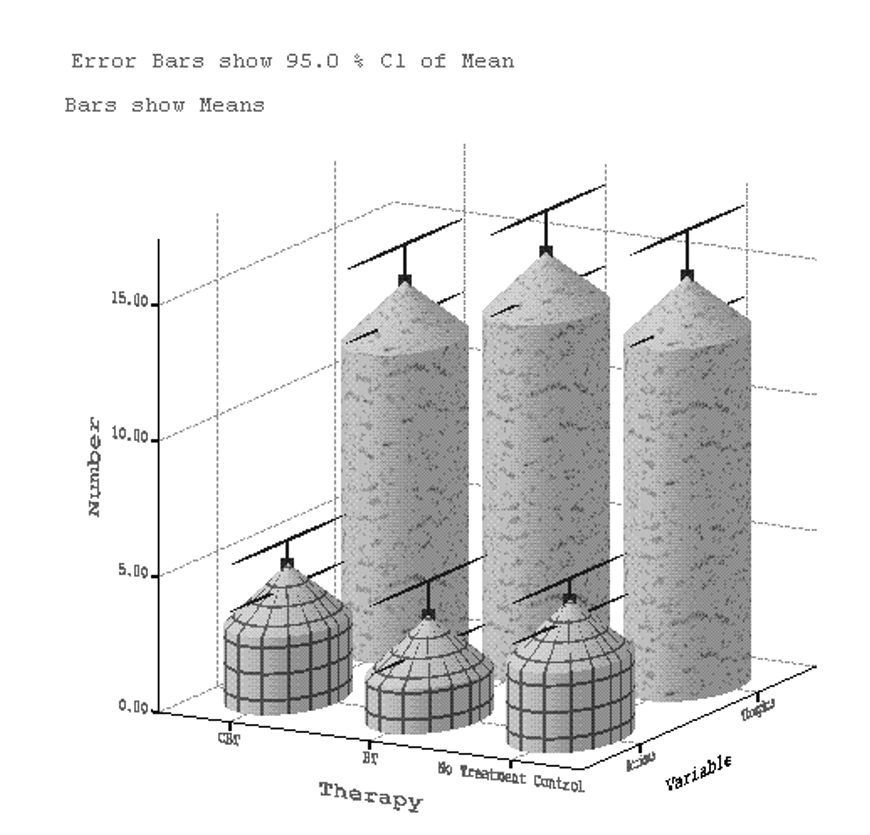 Error Bars show 95.0 % Cl of Mean
Bars show Means
15.00
10.00
5.00
0.00
Number
CBT
BT
No Treatment Control
Therapy
Thoughts
Actions
Variable